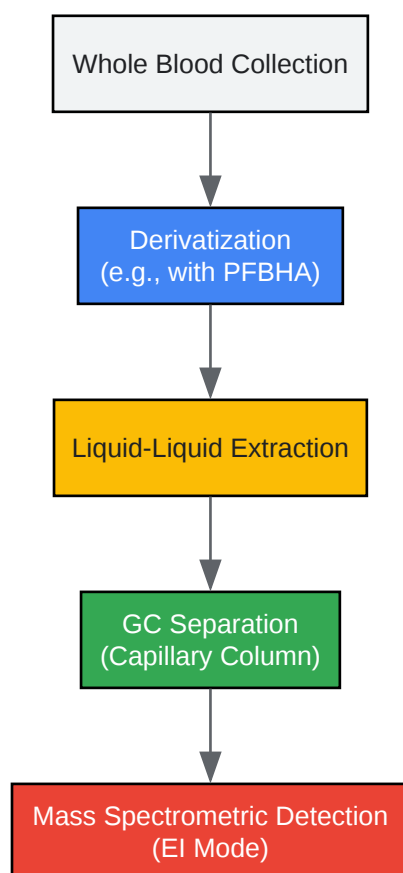 Whole Blood Collection
Derivatization
(e.g., with PFBHA)
Liquid-Liquid Extraction
GC Separation
(Capillary Column)
Mass Spectrometric Detection
(EI Mode)